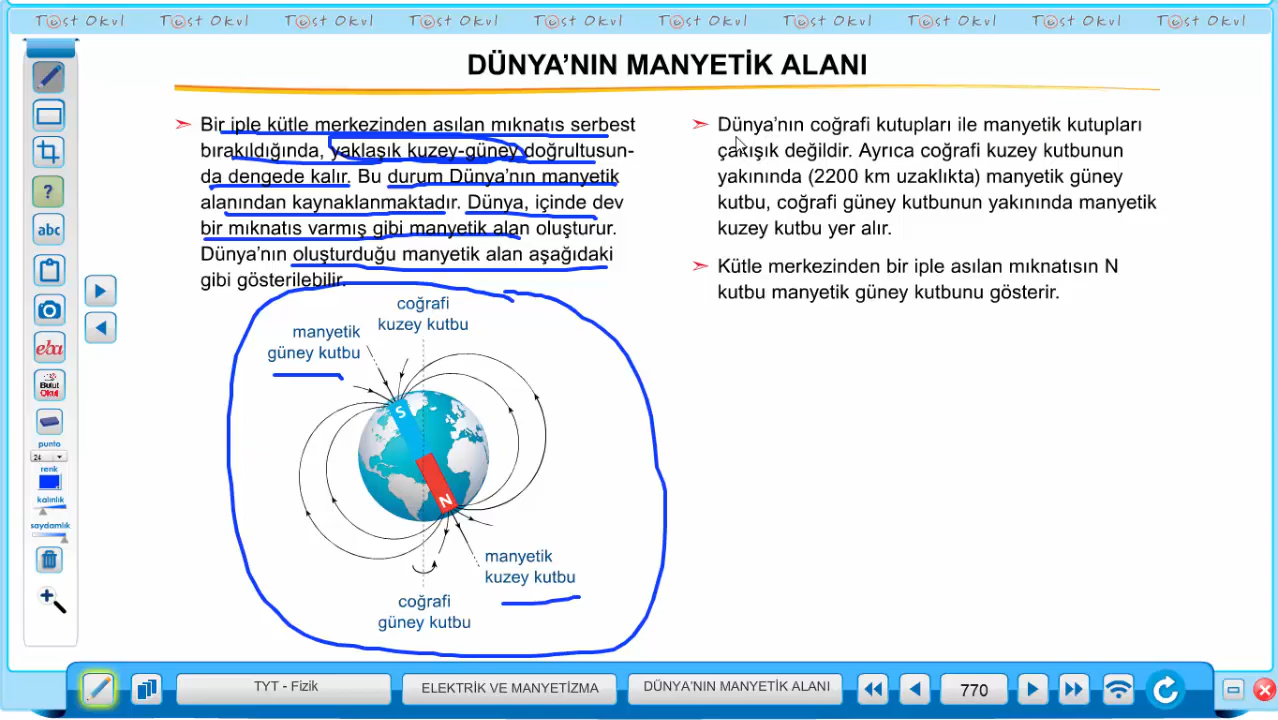 Test Okul Test Okul Test Okul Test Okul Test Okul Test Okul Test Okul Test Okul Test Okul Test Okul
DÜNYA’NIN MANYETİK ALANI
Bir iple kütle merkezinden asılan mıknatıs serbest
bırakıldığında, yaklaşık kuzey-güney doğrultusun-
da dengede kalır. Bu durum Dünya’nın manyetik
alanından kaynaklanmaktadır. Dünya, içinde dev
bir mıknatıs varmış gibi manyetik alan oluşturur.
Dünya’nın oluşturduğu manyetik alan aşağıdaki
gibi gösterilebilir.
coğrafi
kuzey kutbu
manyetik
güney kutbu
S
N
manyetik
kuzey kutbu
coğrafi
güney kutbu
Dünya’nın coğrafi kutupları ile manyetik kutupları
çakışık değildir. Ayrıca coğrafi kuzey kutbunun
yakınında (2200 km uzaklıkta) manyetik güney
kutbu, coğrafi güney kutbunun yakınında manyetik
kuzey kutbu yer alır.
Kütle merkezinden bir iple asılan mıknatısın N
kutbu manyetik güney kutbunu gösterir.
?
abc
eba
Bulut
Okul
punto
24
renk
kalınlık
saydamlık
TYT - Fizik
ELEKTRİK VE MANYETİZMA
DÜNYA’NIN MANYETİK ALANI
770